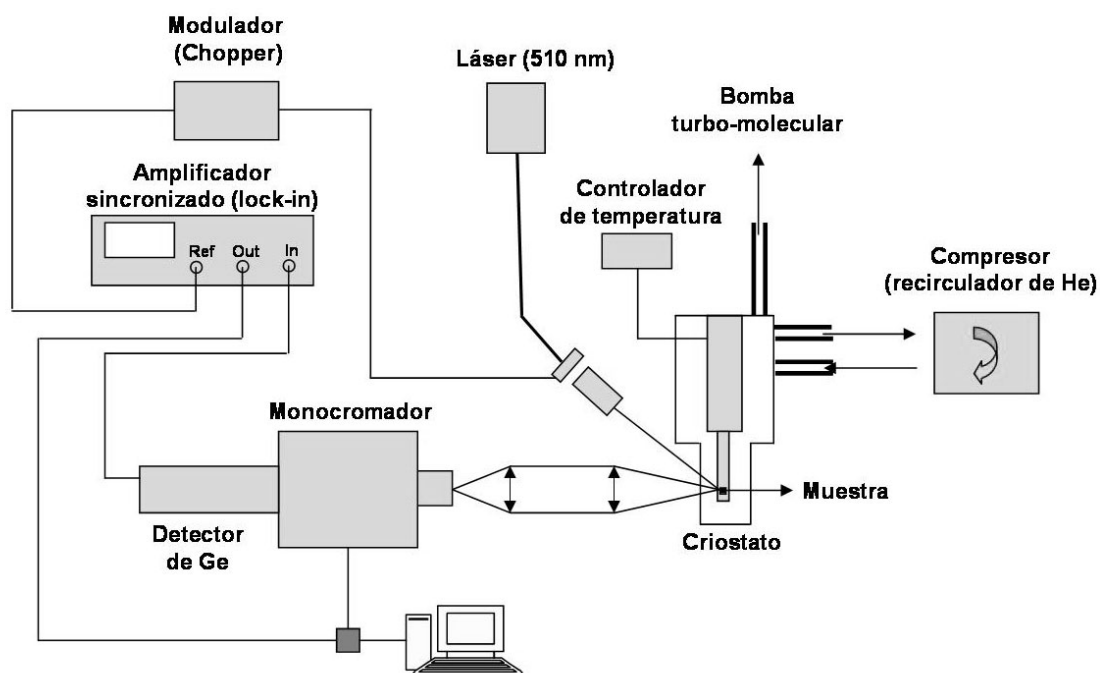 Modulador
(Chopper)
Láser (510 nm)
Bomba
turbo-molecular
Amplificador
sincronizado (lock-in)
Ref
Out
In
Controlador
de temperatura
Compresor
(recirculador de He)
Monocromador
Muestra
Detector
de Ge
Criostato